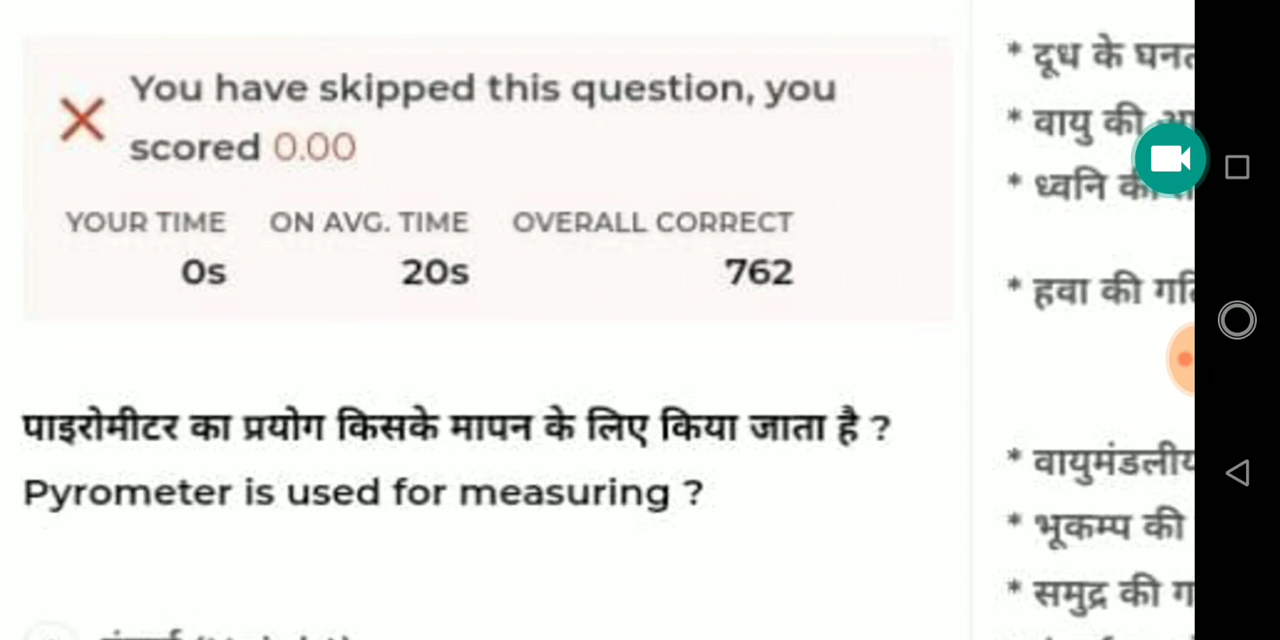 You have skipped this question, you
scored 0.00
YOUR TIME ON AVG. TIME OVERALL CORRECT
0s 20s 762
पाइरोमीटर का प्रयोग किसके मापन के लिए किया जाता है ?
Pyrometer is used for measuring ?
* दूध के
* वायु की
* ध्वनि
* हवा की
*
* भूकम्प की
* समुद्र की